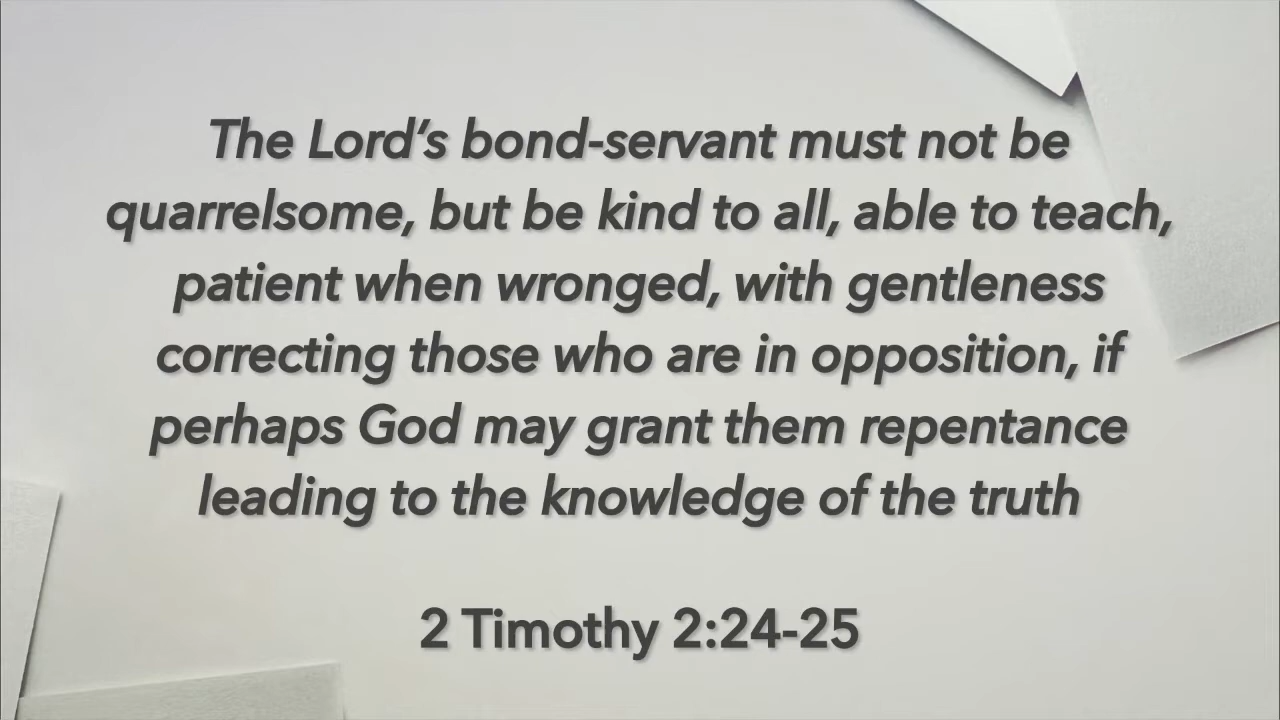 The Lord’s bond-servant must not be
quarrelsome, but be kind to all, able to teach,
patient when wronged, with gentleness
correcting those who are in opposition, if
perhaps God may grant them repentance
leading to the knowledge of the truth
2 Timothy 2:24-25